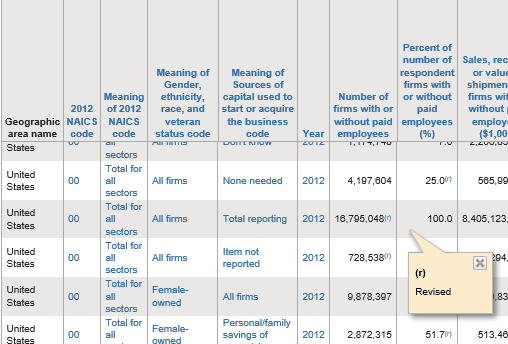 Geographic area name 2012 NAICS code Meaning of 2012 NAICS code Meaning of Gender, ethnicity, race, and veteran status code Meaning of Sources of capital used to start or acquire the business code Year Number of firms with or without paid employees Percent of number of respondent firms with or without paid employees (%) Sales, rec or valu shipmen firms wit without employ ($1,00
States 00 all sectors All firms Don't know 2012
United States 00 Total for all sectors All firms None needed 2012 4,197,604 25.0(r) 565,99
United States 00 Total for all sectors All firms Total reporting 2012 16,795,048(r) 100.0 8,405,123,
United States 00 Total for all sectors All firms Item not reported 2012 728,538(r) 294,
(r)
Revised
United States 00 Total for all sectors Female-owned All firms 2012 9,878,397
United States 00 Total for all sectors Female-owned Personal/family savings of 2012 2,872,315 51.7(r) 513,46